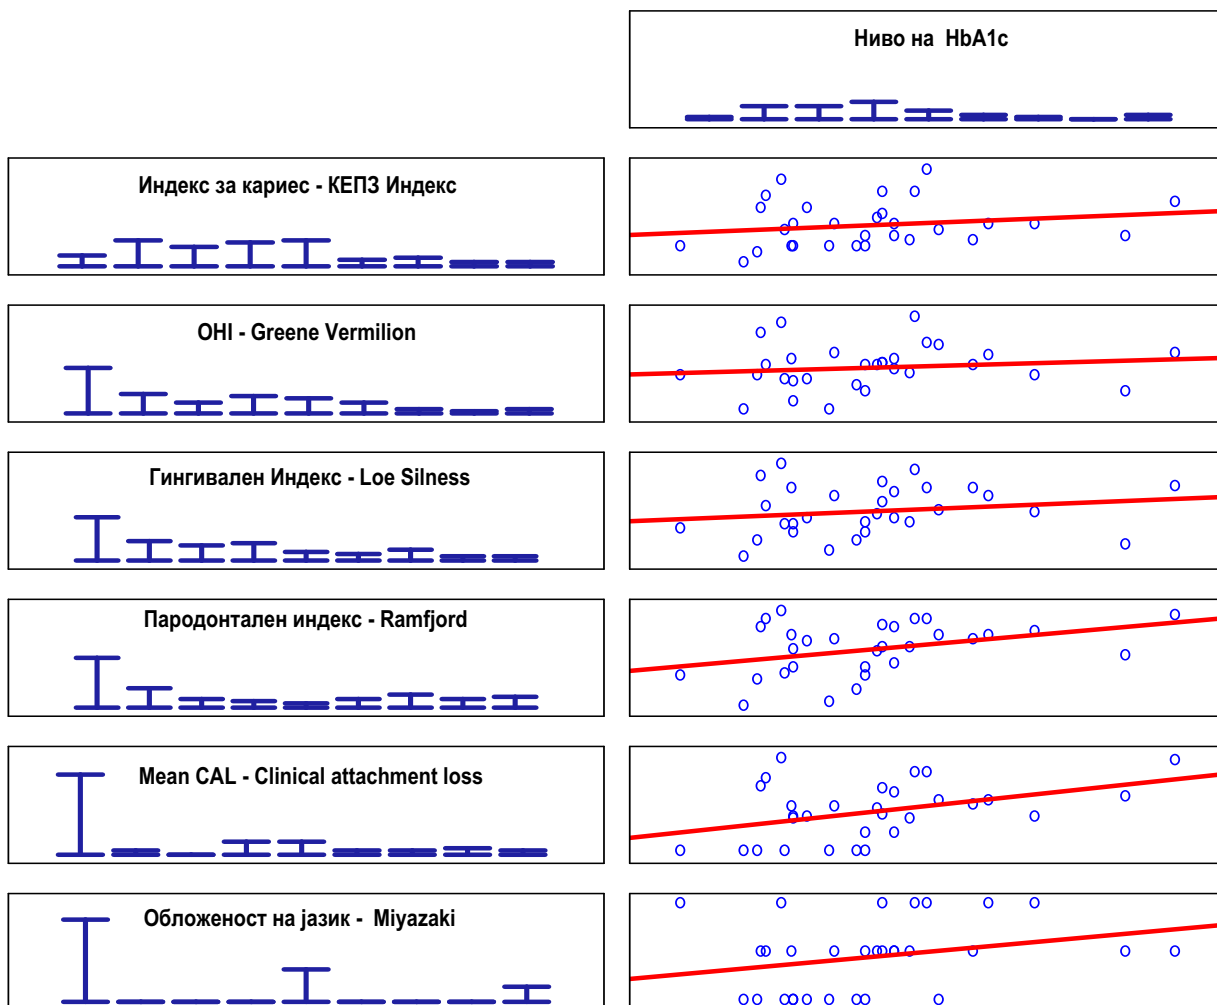 Ниво на HbA1c
Индекс за кариес - КЕПЗ Индекс
OHI - Greene Vermilion
Гингивален Индекс - Loe Silness
Пародонтален индекс - Ramfjord
Mean CAL - Clinical attachment loss
Обложеност на јазик - Miyazaki